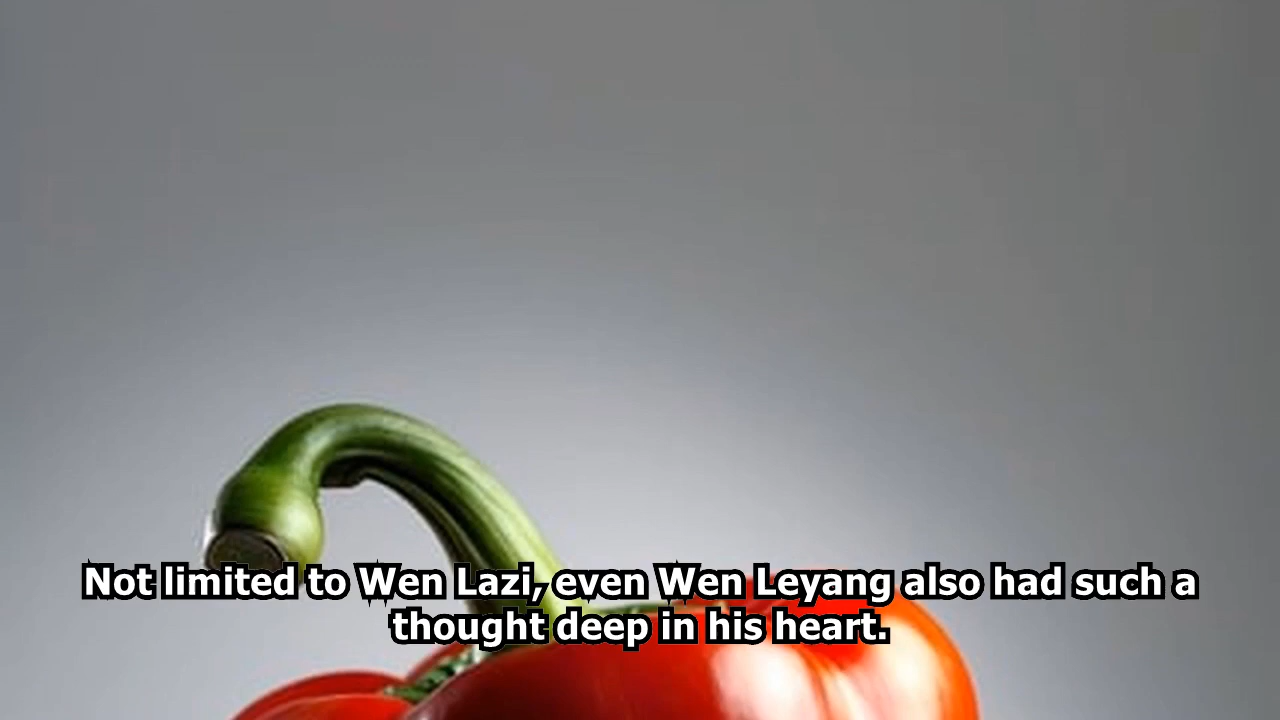 Not limited to Wen Lazi, even Wen Leyang also had such a
thought deep in his heart.